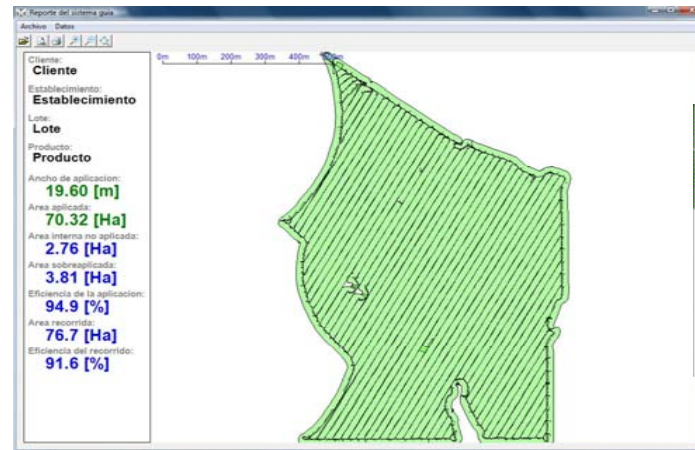 Reporte del sistema guia
Archivo Datos
Cliente:
Cliente
Establecimiento:
Establecimiento
Lote:
Lote
Producto:
Producto
Ancho de aplicacion:
19.60 [m]
Area aplicada:
70.32 [Ha]
Area interna no aplicada:
2.76 [Ha]
Area sobreaplicada:
3.81 [Ha]
Eficiencia de la aplicacion:
94.9 [%]
Area recorrida:
76.7 [Ha]
Eficiencia del recorrido:
91.6 [%]
0m 100m 200m 300m 400m